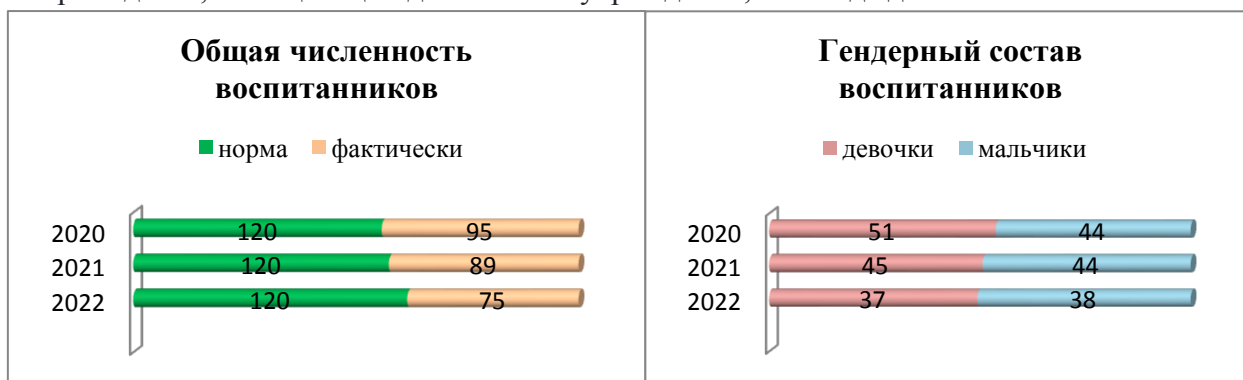 Общая численность
воспитанников
норма фактически
2020 120 95
2021 120 89
2022 120 75
Гендерный состав
воспитанников
девочки мальчики
2020 51 44
2021 45 44
2022 37 38